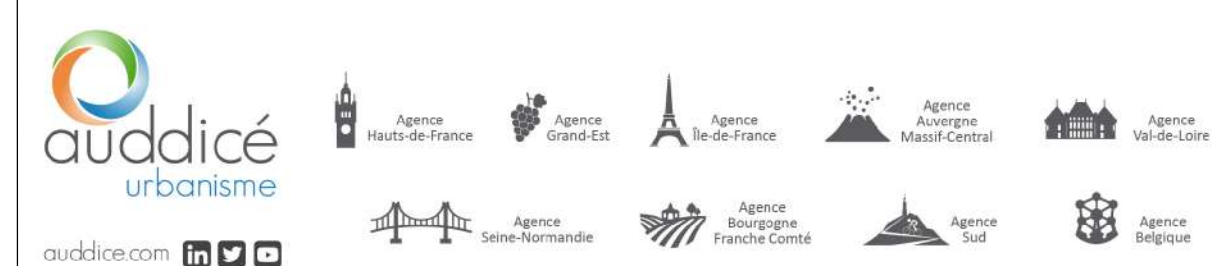 auddicé
urbanisme
auddice.com
Agence
Hauts-de-France
Agence
Grand-Est
Agence
Île-de-France
Agence
Auvergne
Massif-Central
Agence
Val-de-Loire
Agence
Seine-Normandie
Agence
Bourgogne
Franche Comté
Agence
Sud
Agence
Belgique